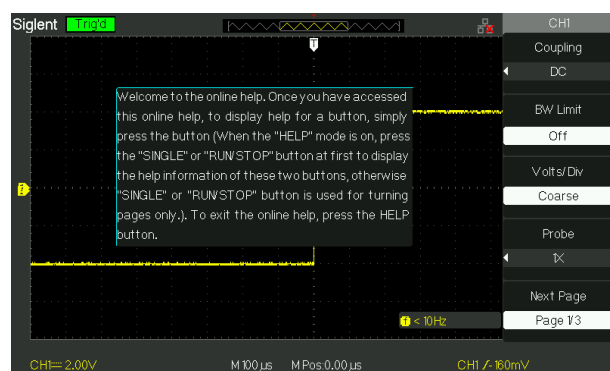 Siglent Trig'd CH1
T
Coupling
DC
Welcome to the online help. Once you have accessed
this online help, to display help for a button, simply
press the button (When the "HELP" mode is on, press
the "SINGLE" or "RUN/STOP" button at first to display
the help information of these two buttons, otherwise
"SINGLE" or "RUN/STOP" button is used for turning
pages only.). To exit the online help, press the HELP
button.
BW Limit
Off
Volts/Div
Coarse
Probe
1X
Next Page
Page 1/3
f < 10Hz
CH1 2.00V M 100µs M Pos:0.00µs CH1 -160mV